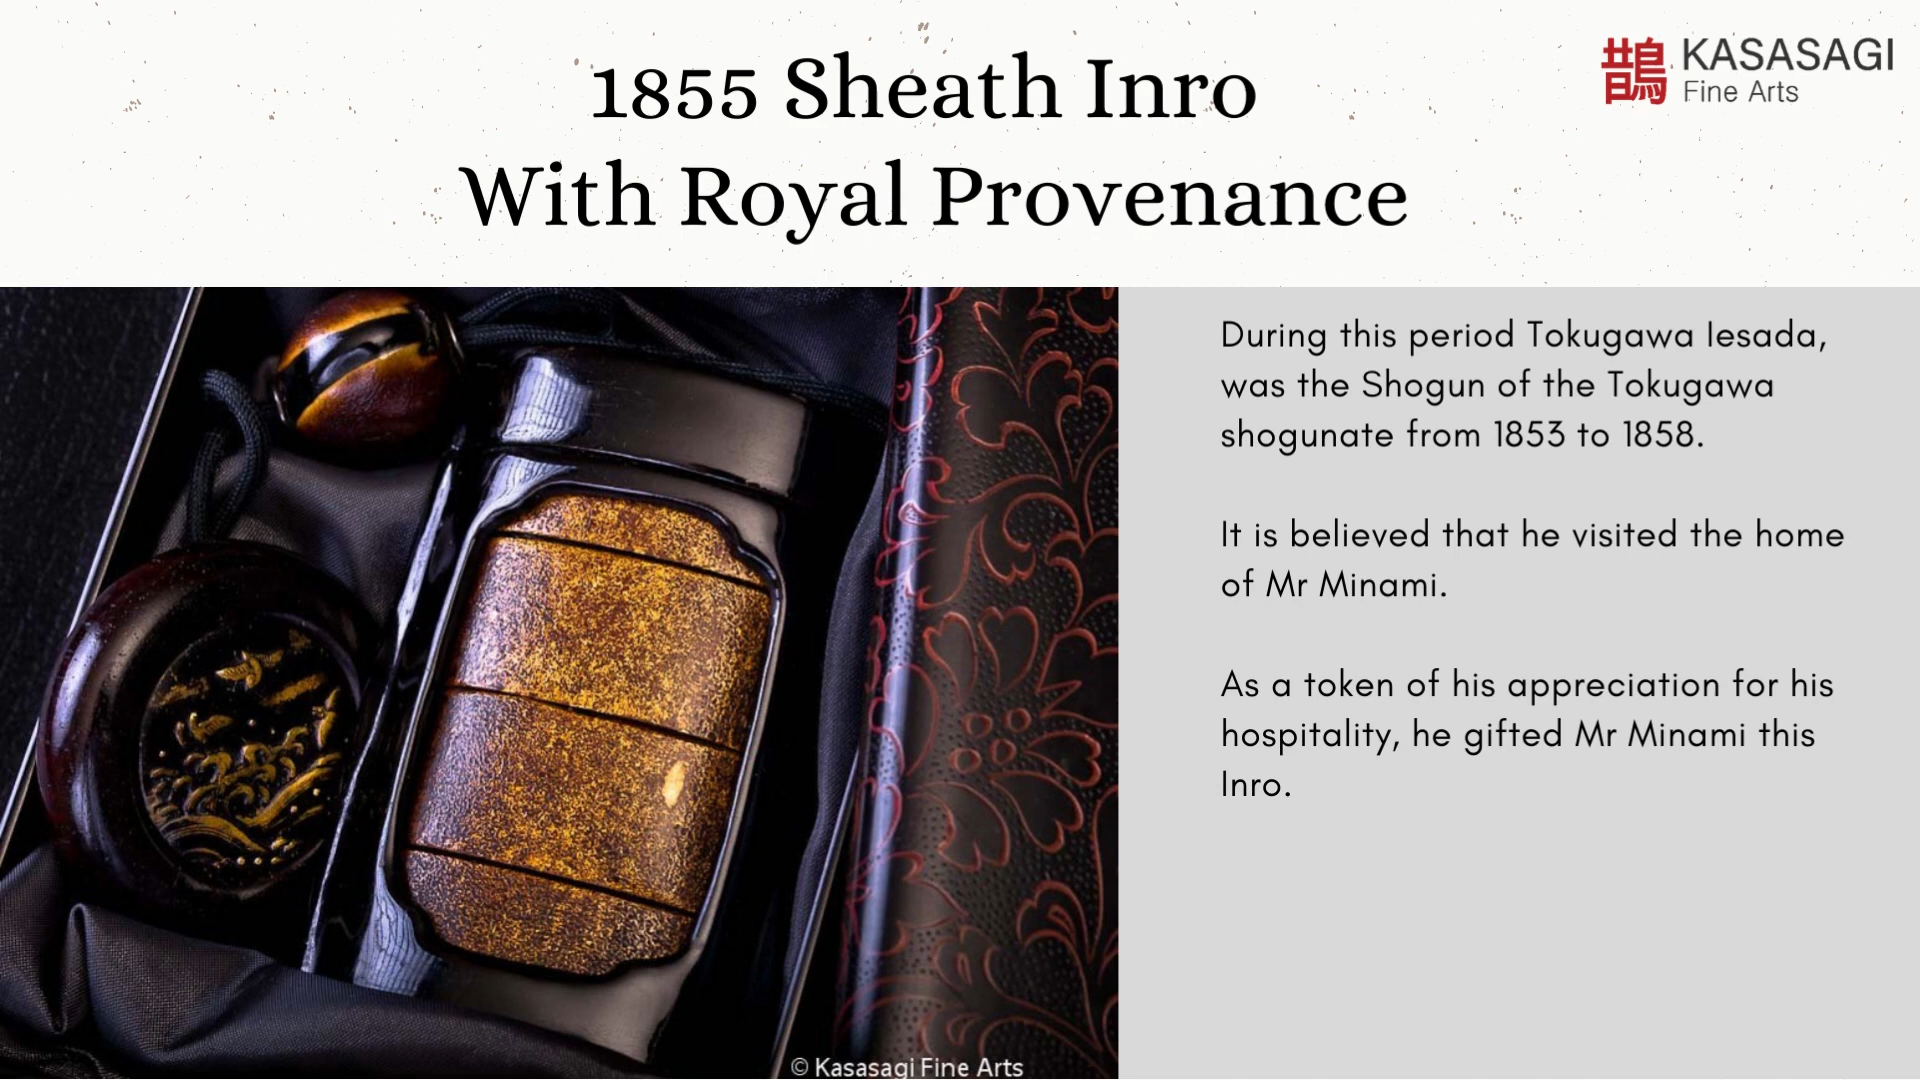 1855 Sheath Inro
With Royal Provenance
鵲 KASASAGI
Fine Arts
During this period Tokugawa Iesada,
was the Shogun of the Tokugawa
shogunate from 1853 to 1858.
It is believed that he visited the home
of Mr Minami.
As a token of his appreciation for his
hospitality, he gifted Mr Minami this
Inro.
© Kasasagi Fine Arts